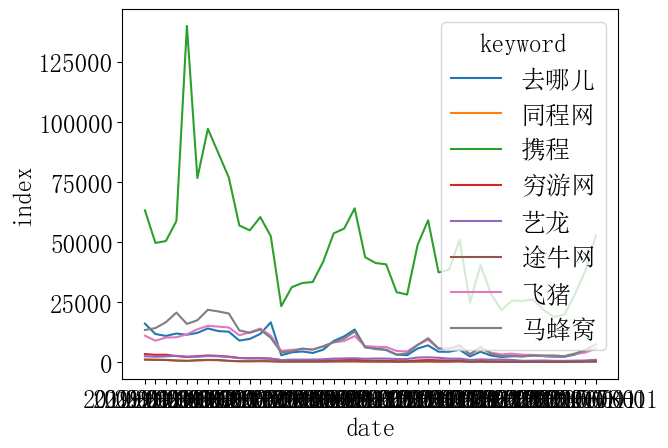 125000
100000
75000
50000
25000
0
index
keyword
去哪儿
同程网
携程
穷游网
艺龙
途牛网
飞猪
马蜂窝
date